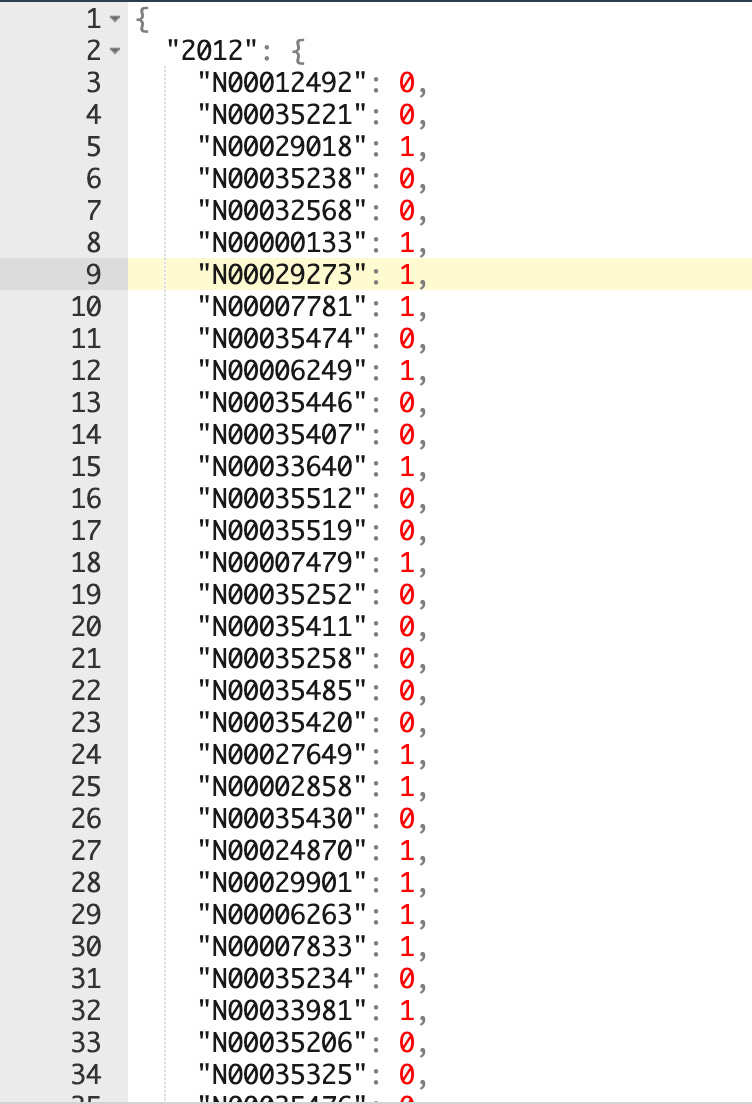 1 {
2 "2012": {
3 "N00012492": 0,
4 "N00035221": 0,
5 "N00029018": 1,
6 "N00035238": 0,
7 "N00032568": 0,
8 "N00000133": 1,
9 "N00029273": 1,
10 "N00007781": 1,
11 "N00035474": 0,
12 "N00006249": 1,
13 "N00035446": 0,
14 "N00035407": 0,
15 "N00033640": 1,
16 "N00035512": 0,
17 "N00035519": 0,
18 "N00007479": 1,
19 "N00035252": 0,
20 "N00035411": 0,
21 "N00035258": 0,
22 "N00035485": 0,
23 "N00035420": 0,
24 "N00027649": 1,
25 "N00002858": 1,
26 "N00035430": 0,
27 "N00024870": 1,
28 "N00029901": 1,
29 "N00006263": 1,
30 "N00007833": 1,
31 "N00035234": 0,
32 "N00033981": 1,
33 "N00035206": 0,
34 "N00035325": 0,